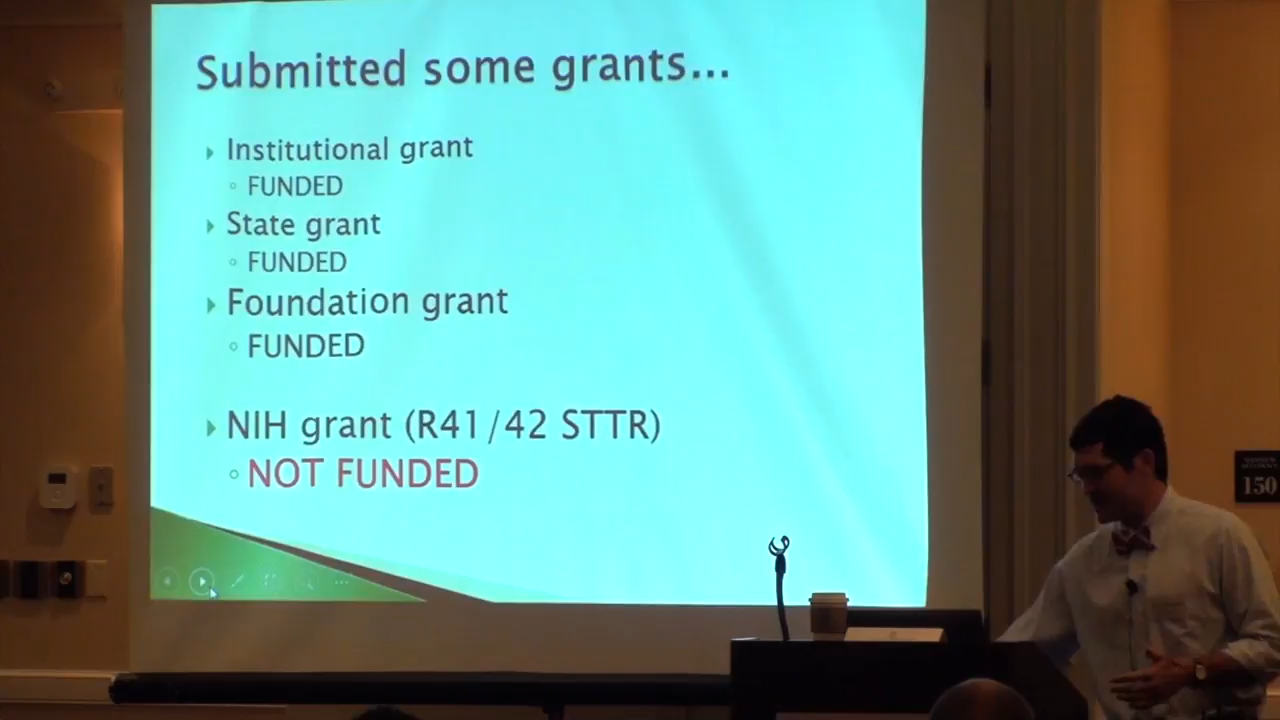 Submitted some grants...
Institutional grant
FUNDED
State grant
FUNDED
Foundation grant
FUNDED
NIH grant (R41/42 STTR)
NOT FUNDED
150